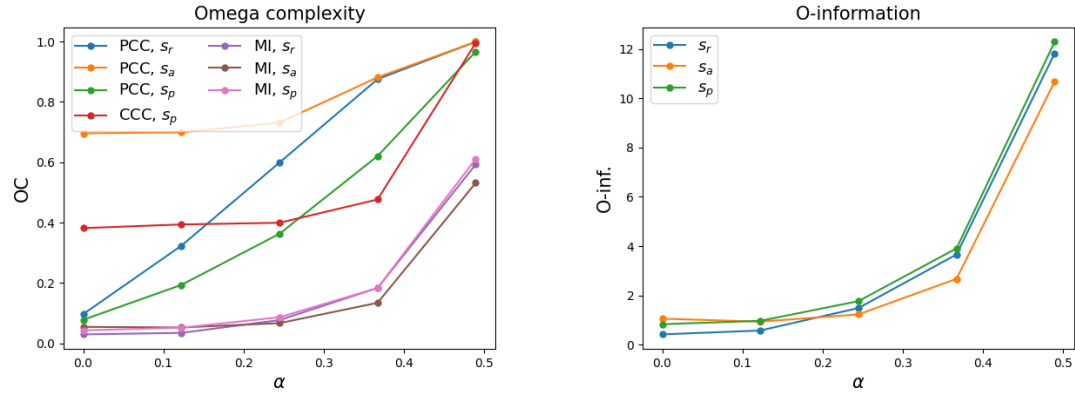 Omega complexity
OC
1.0
0.8
0.6
0.4
0.2
0.0
PCC, s_r
PCC, s_a
PCC, s_p
CCC, s_p
MI, s_r
MI, s_a
MI, s_p
0.0 0.1 0.2 0.3 0.4 0.5
α
O-information
O-inf.
12
10
8
6
4
2
0
s_r
s_a
s_p
0.0 0.1 0.2 0.3 0.4 0.5
α